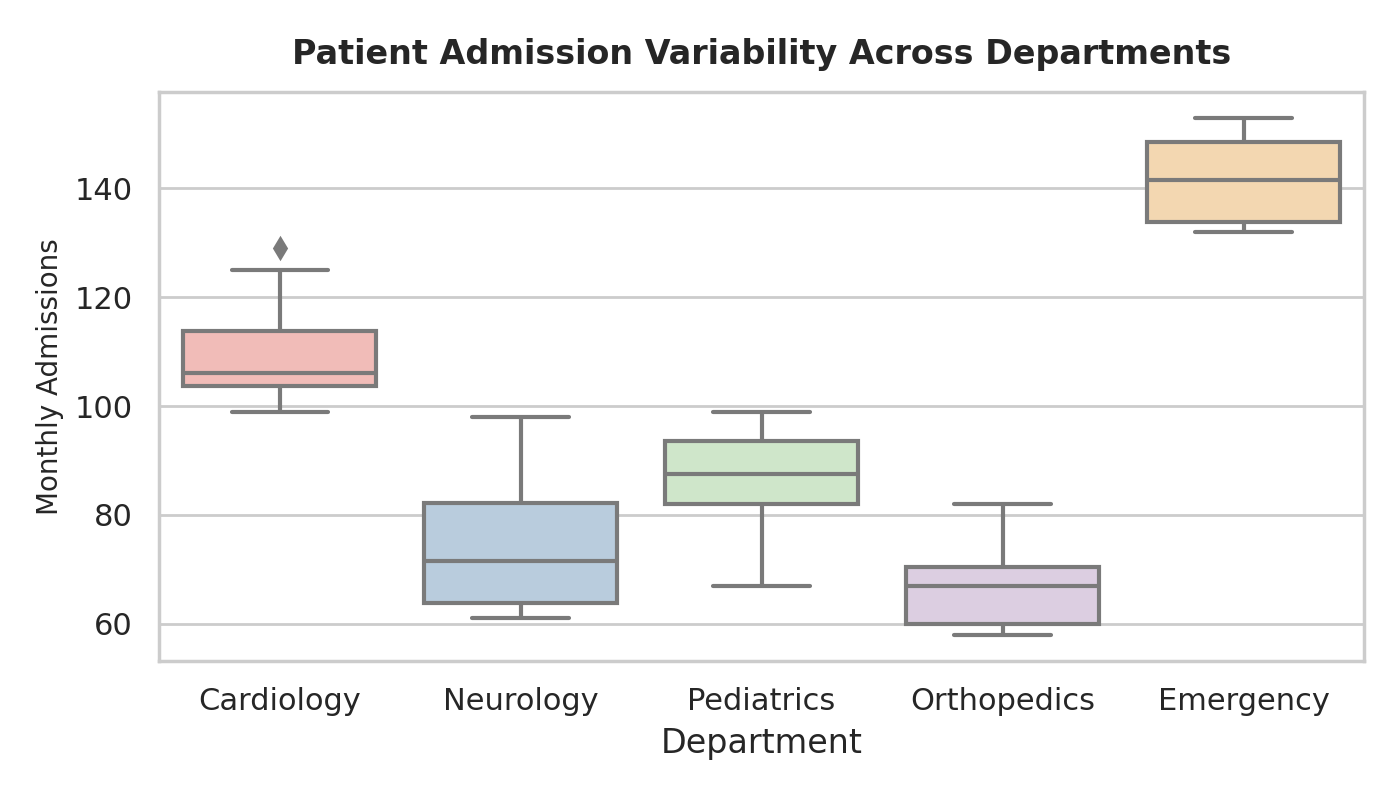 Patient Admission Variability Across Departments
Monthly Admissions
140
120
100
80
60
Cardiology Neurology Pediatrics Orthopedics Emergency
Department